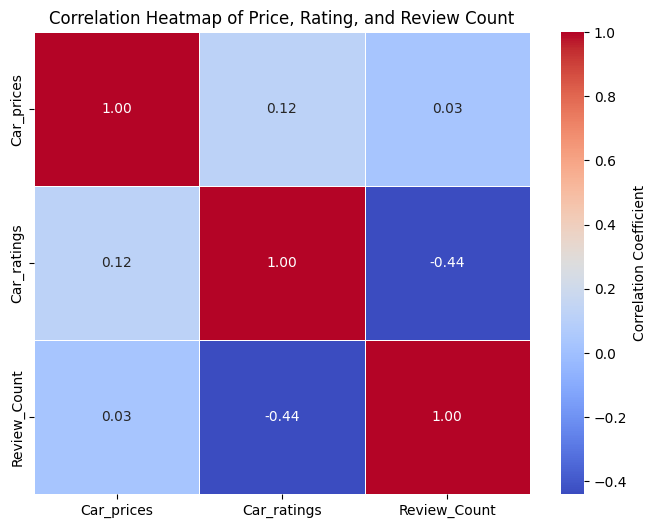 Correlation Heatmap of Price, Rating, and Review Count
Car_prices
1.00
0.12
0.03
Car_ratings
0.12
1.00
-0.44
Review_Count
0.03
-0.44
1.00
Car_prices
Car_ratings
Review_Count
1.0
0.8
0.6
0.4
0.2
0.0
−0.2
−0.4
Correlation Coefficient